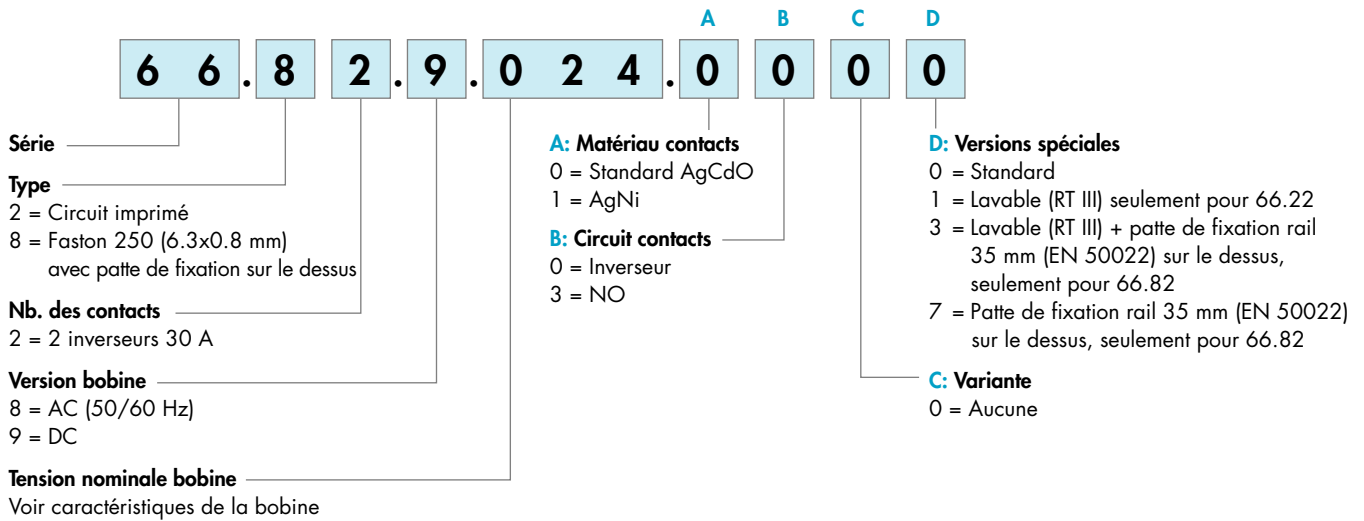 A B C D
6 6 . 8 2 . 9 . 0 2 4 . 0 0 0 0
Série
Type
2 = Circuit imprimé
8 = Faston 250 (6.3x0.8 mm)
avec patte de fixation sur le dessus
Nb. des contacts
2 = 2 inverseurs 30 A
Version bobine
8 = AC (50/60 Hz)
9 = DC
Tension nominale bobine
Voir caractéristiques de la bobine
A: Matériau contacts
0 = Standard AgCdO
1 = AgNi
B: Circuit contacts
0 = Inverseur
3 = NO
D: Versions spéciales
0 = Standard
1 = Lavable (RT III) seulement pour 66.22
3 = Lavable (RT III) + patte de fixation rail
35 mm (EN 50022) sur le dessus,
seulement pour 66.82
7 = Patte de fixation rail 35 mm (EN 50022)
sur le dessus, seulement pour 66.82
C: Variante
0 = Aucune